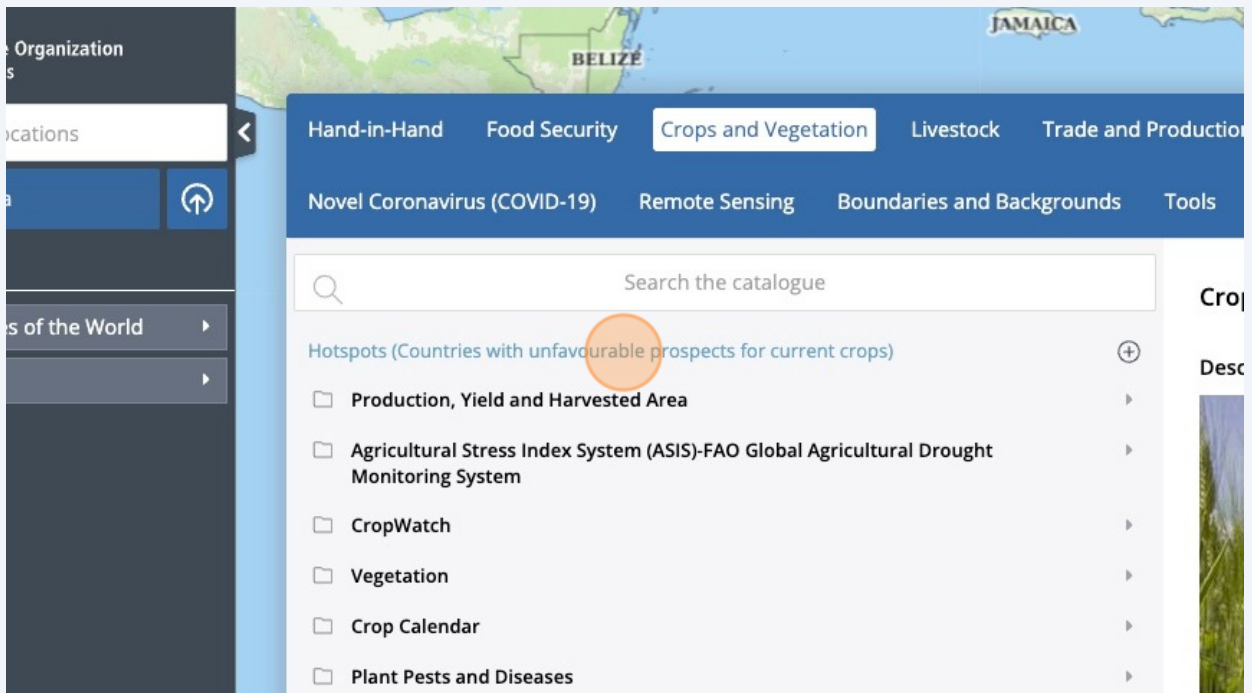 Organization
s
JAMAICA
BELIZE
ocations
Hand-in-Hand Food Security Crops and Vegetation Livestock Trade and Production
a
Novel Coronavirus (COVID-19) Remote Sensing Boundaries and Backgrounds Tools
Search the catalogue
es of the World
Hotspots (Countries with unfavourable prospects for current crops)
Production, Yield and Harvested Area
Agricultural Stress Index System (ASIS)-FAO Global Agricultural Drought
Monitoring System
CropWatch
Vegetation
Crop Calendar
Plant Pests and Diseases
Crop
Desc